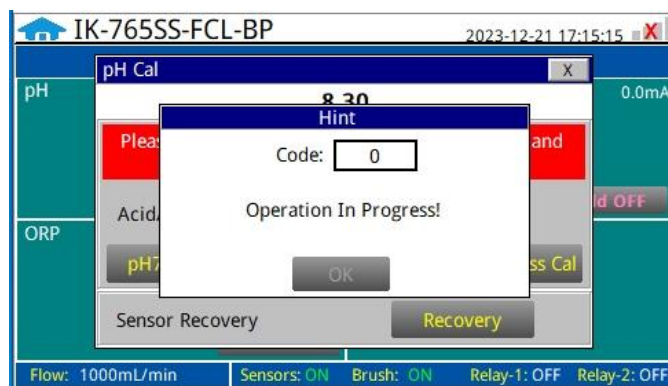 IK-765SS-FCL-BP 2023-12-21 17:15:15 X
pH Cal X
pH 8.30 0.0mA
Hint
and
Code: 0
Operation In Progress!
OFF
ORP
OK
Cal
Sensor Recovery Recovery
Flow: 1000mL/min Sensors: ON Brush: ON Relay-1: OFF Relay-2: OFF